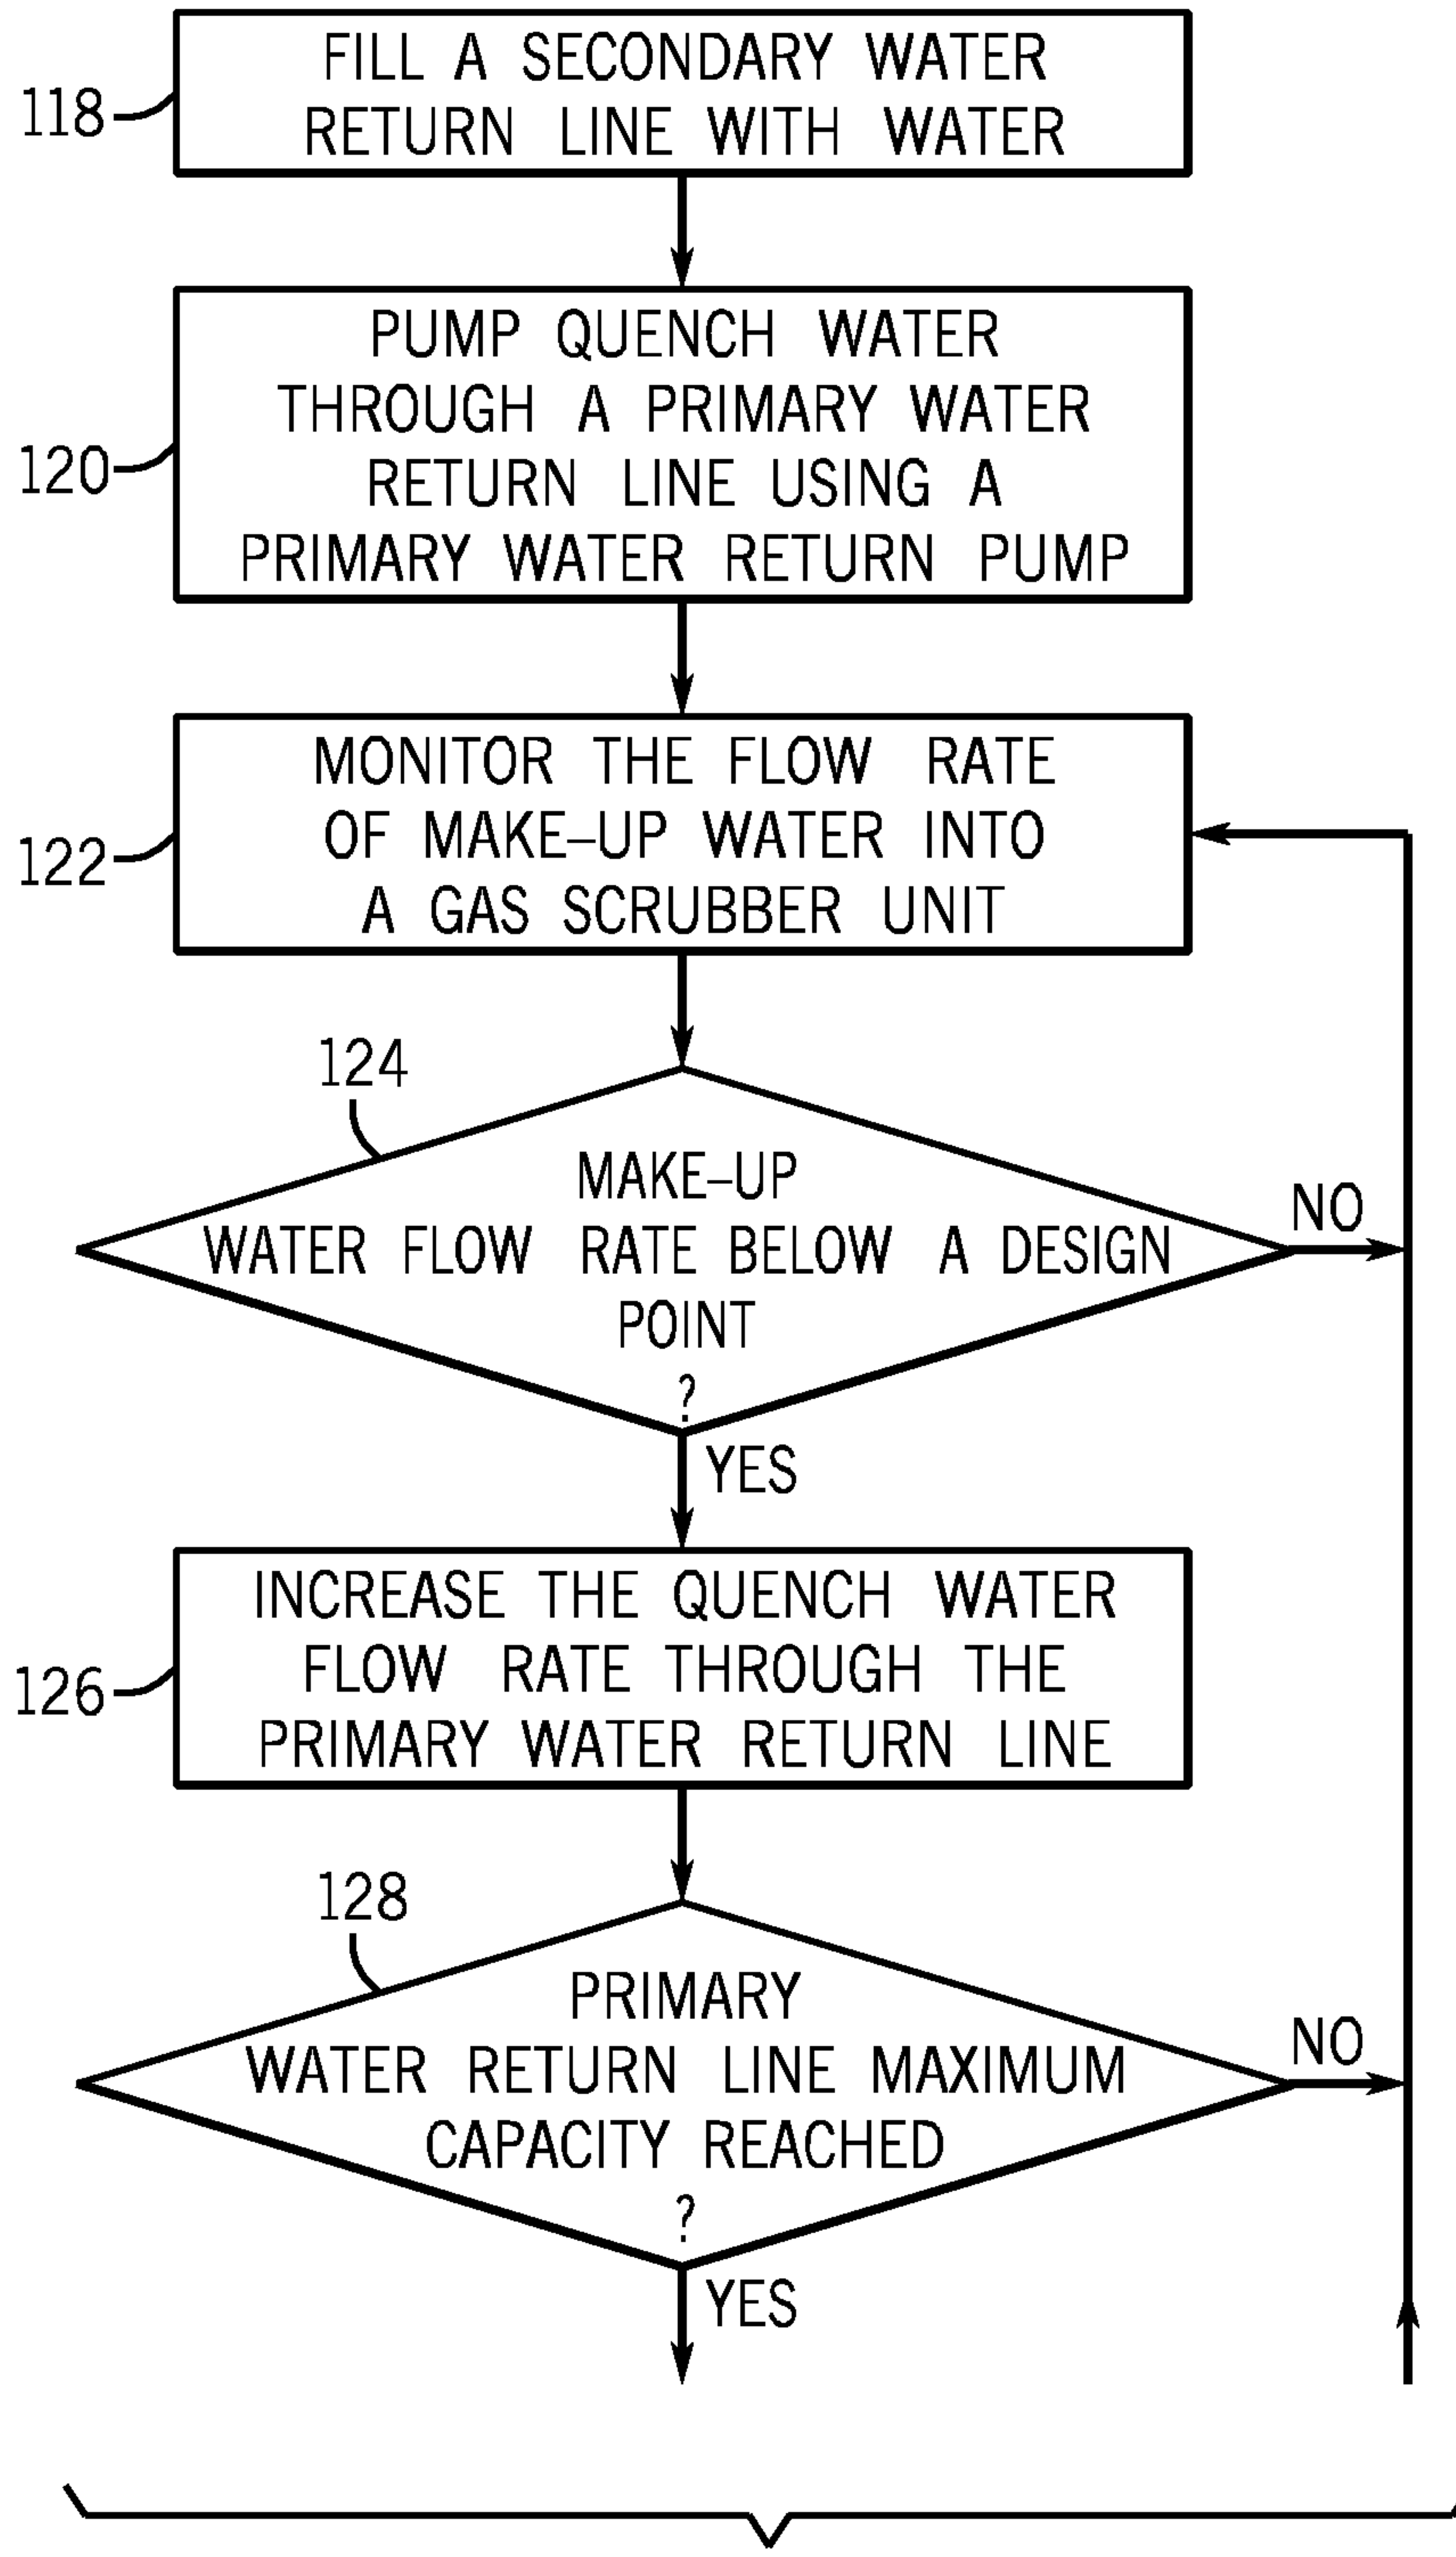 FILL A SECONDARY WATER
RETURN LINE WITH WATER
118
PUMP QUENCH WATER
THROUGH A PRIMARY WATER
RETURN LINE USING A
PRIMARY WATER RETURN PUMP
120
MONITOR THE FLOW RATE
OF MAKE–UP WATER INTO
A GAS SCRUBBER UNIT
122
124
MAKE–UP
WATER FLOW RATE BELOW A DESIGN
POINT
?
NO
YES
INCREASE THE QUENCH WATER
FLOW RATE THROUGH THE
PRIMARY WATER RETURN LINE
126
128
PRIMARY
WATER RETURN LINE MAXIMUM
CAPACITY REACHED
?
NO
YES